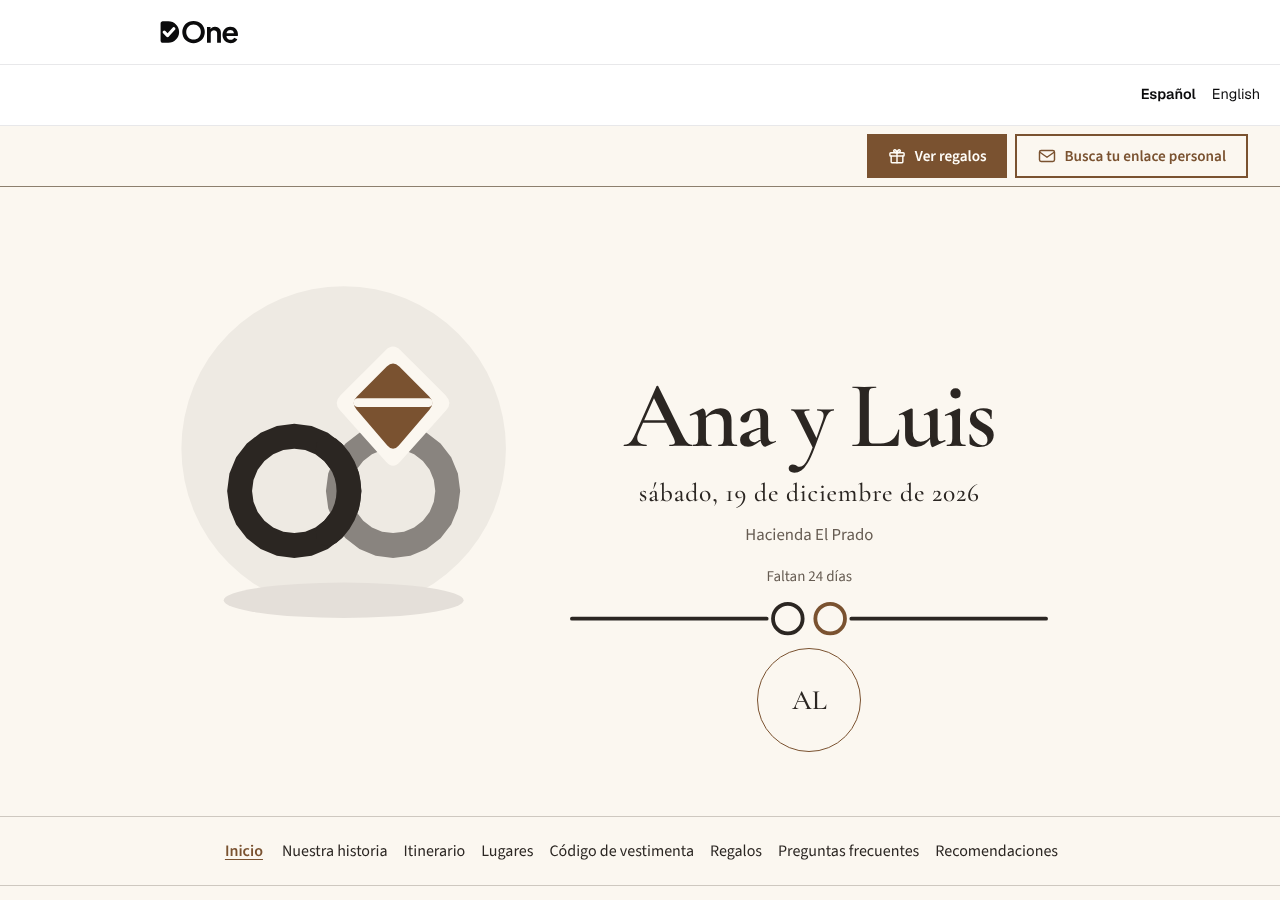 One
Español English
Ver regalos Busca tu enlace personal
Ana y Luis
sábado, 19 de diciembre de 2026
Hacienda El Prado
Faltan 24 días
AL
Inicio Nuestra historia Itinerario Lugares Código de vestimenta Regalos Preguntas frecuentes Recomendaciones